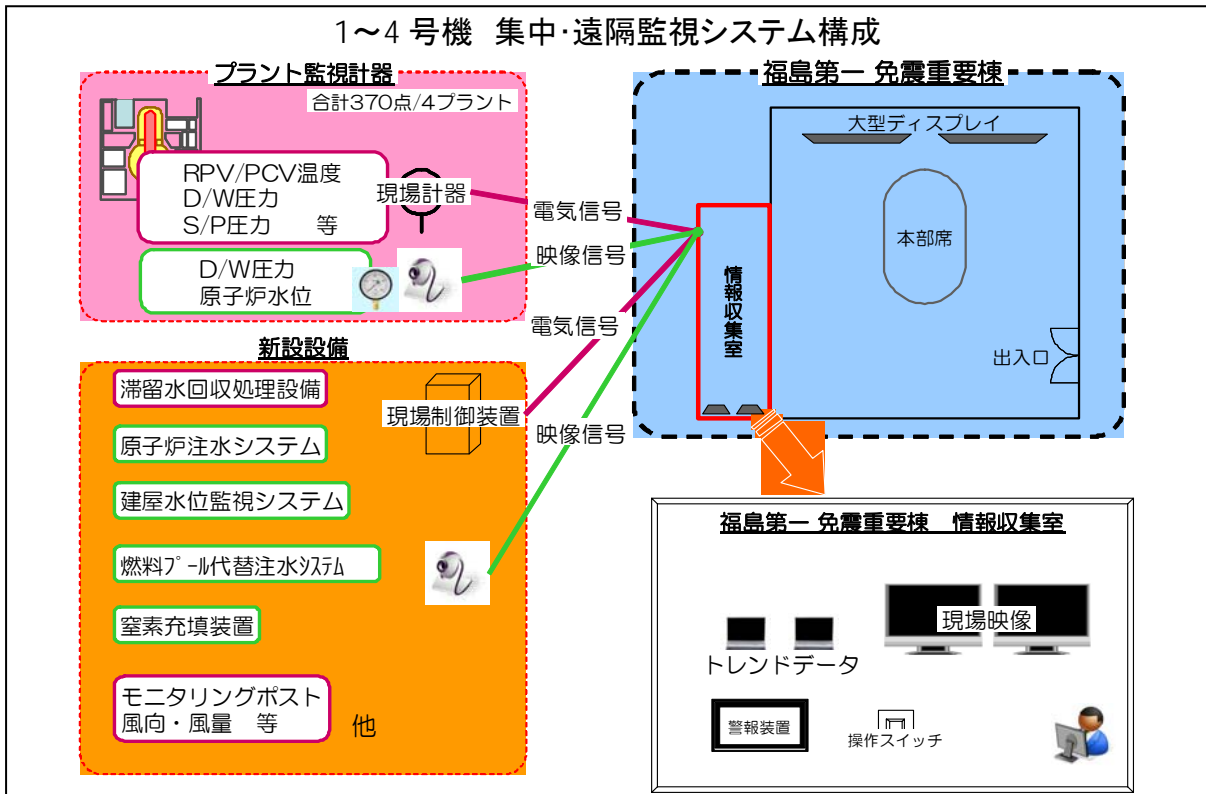 1～4号機 集中･遠隔監視システム構成
プラント監視計器
合計370点/4プラント
RPV/PCV温度
D/W圧力
S/P圧力 等
現場計器
D/W圧力
原子炉水位
電気信号
映像信号
電気信号
映像信号
新設設備
滞留水回収処理設備
現場制御装置
原子炉注水システム
建屋水位監視システム
燃料ﾌﾟｰﾙ代替注水ｼｽﾃﾑ
窒素充填装置
モニタリングポスト
風向・風量 等
他
福島第一 免震重要棟
大型ディスプレイ
本部席
情報収集室
出入口
福島第一 免震重要棟 情報収集室
現場映像
トレンドデータ
警報装置
操作スイッチ